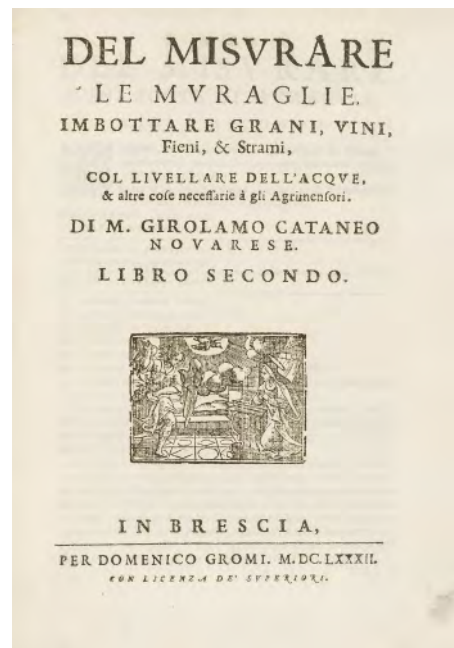 DEL MISVRARE
LE MVRAGLIE.
IMBOTTARE GRANI, VINI,
Fieni, & Strami,
COL LIVELLARE DELL'ACQVE,
& altre coſe neceſſarie à gli Agrimenſori.
DI M. GIROLAMO CATANEO
NOVARESE.
LIBRO SECONDO.
IN BRESCIA,
PER DOMENICO GROMI. M.DC.LXXXII.
CON LICENZA DE' SVPERIORI.